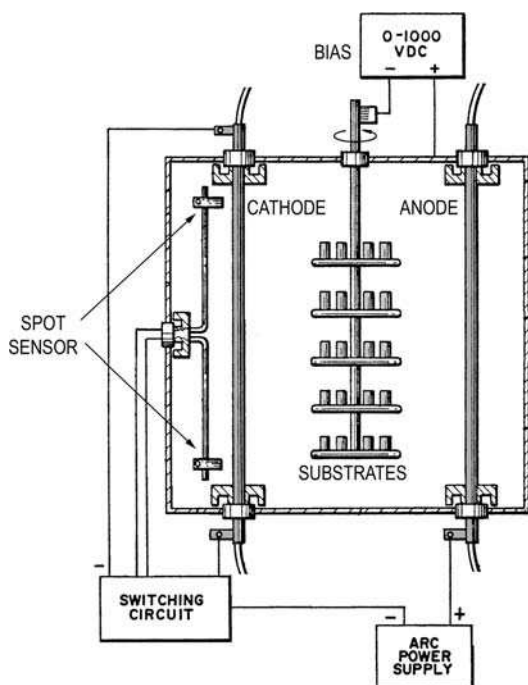 BIAS
0-1000
VDC
- +
CATHODE
ANODE
SPOT
SENSOR
SUBSTRATES
-
SWITCHING
CIRCUIT
- +
ARC
POWER
SUPPLY